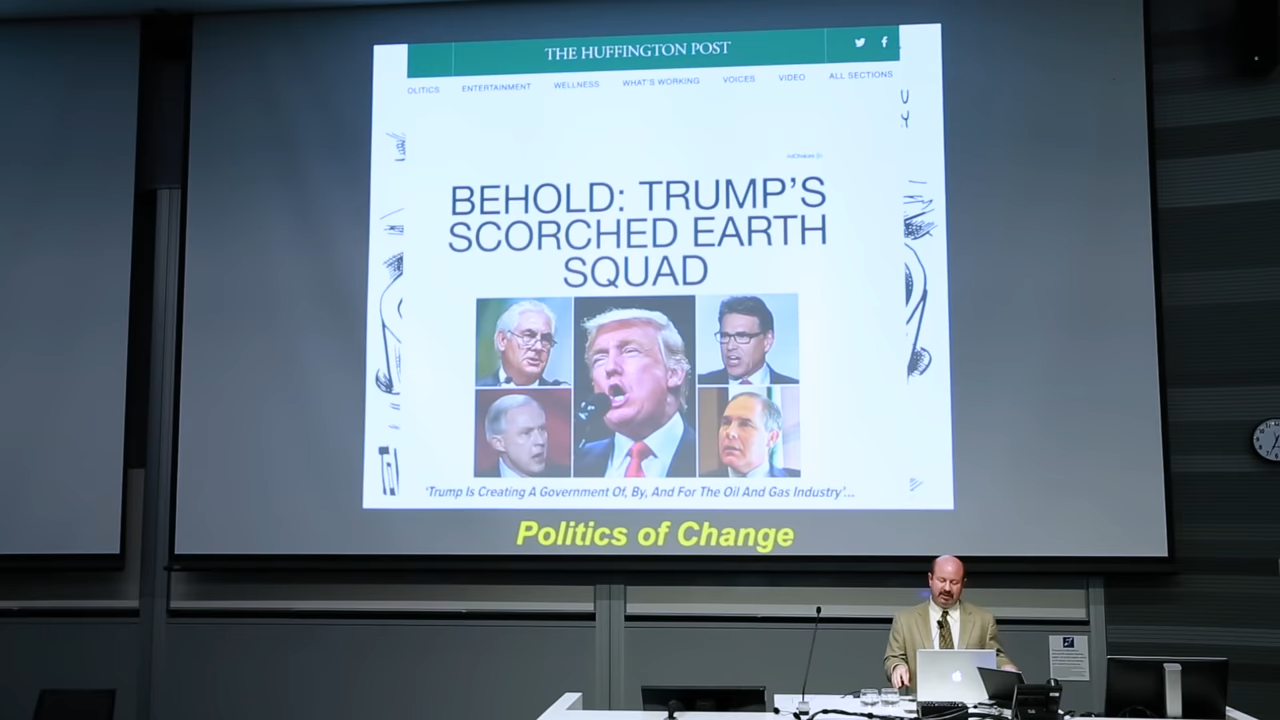 THE HUFFINGTON POST
OLITICS ENTERTAINMENT WELLNESS WHAT'S WORKING VOICES VIDEO ALL SECTIONS
AdChoices
BEHOLD: TRUMP'S
SCORCHED EARTH
SQUAD
'Trump Is Creating A Government Of, By, And For The Oil And Gas Industry'...
Politics of Change